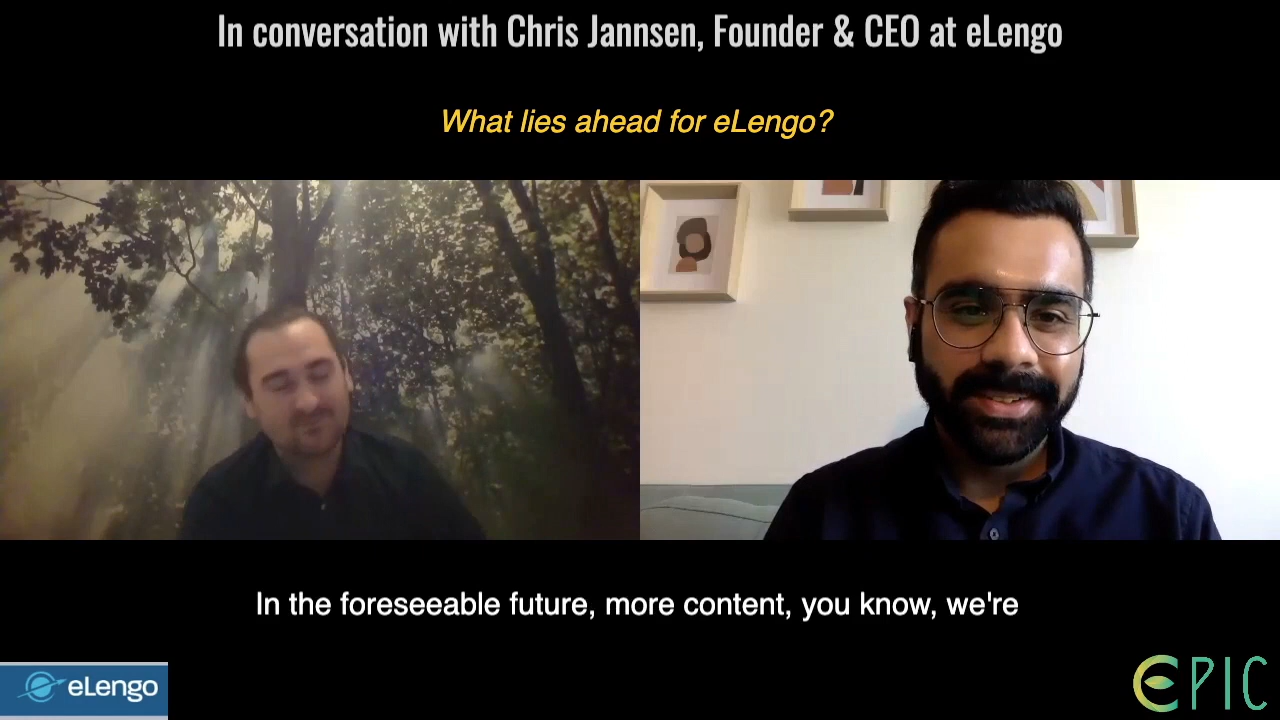 In conversation with Chris Jannsen, Founder & CEO at eLengo
What lies ahead for eLengo?
In the foreseeable future, more content, you know, we're
eLengo
EPIC